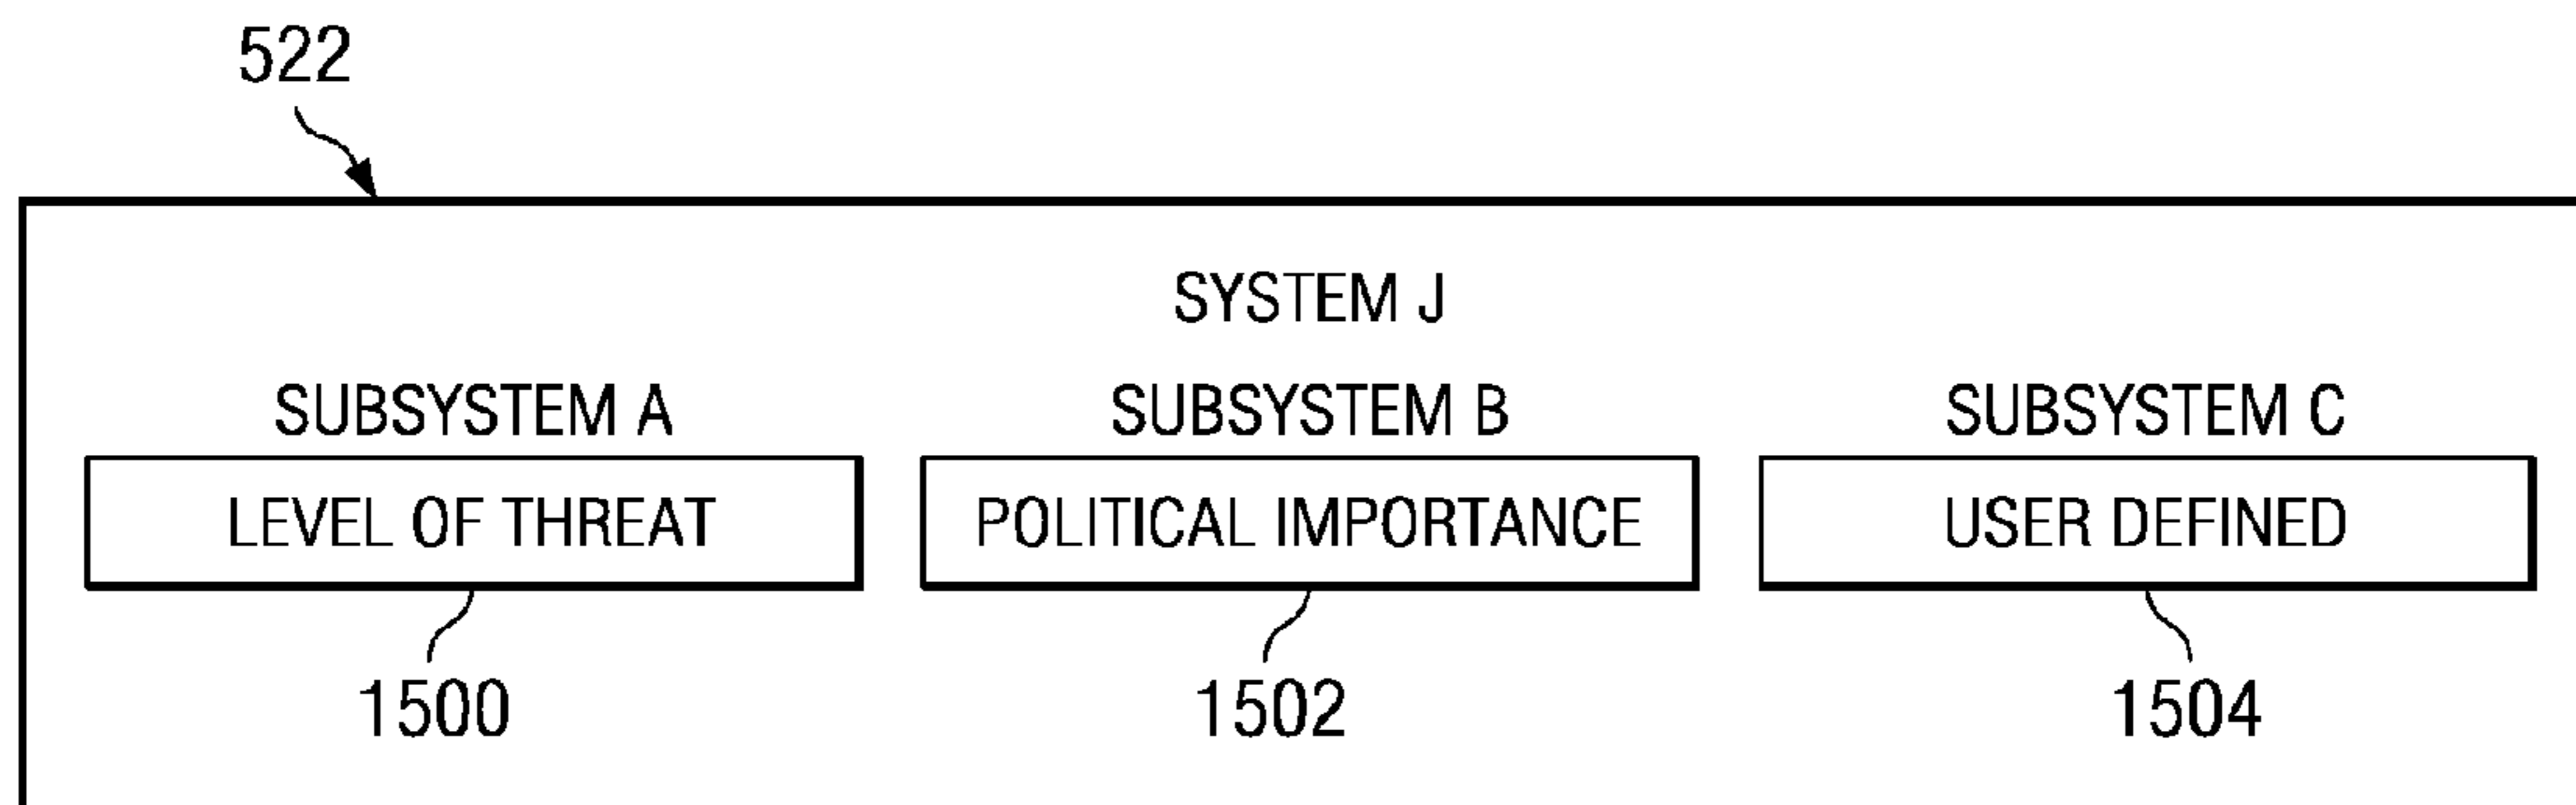 522
SYSTEM J
SUBSYSTEM A SUBSYSTEM B SUBSYSTEM C
LEVEL OF THREAT POLITICAL IMPORTANCE USER DEFINED
1500 1502 1504